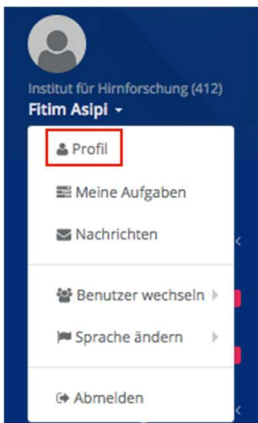 Institut für Hirnforschung (412)
Fitim Asipi
Profil
Meine Aufgaben
Nachrichten
Benutzer wechseln
Sprache ändern
Abmelden